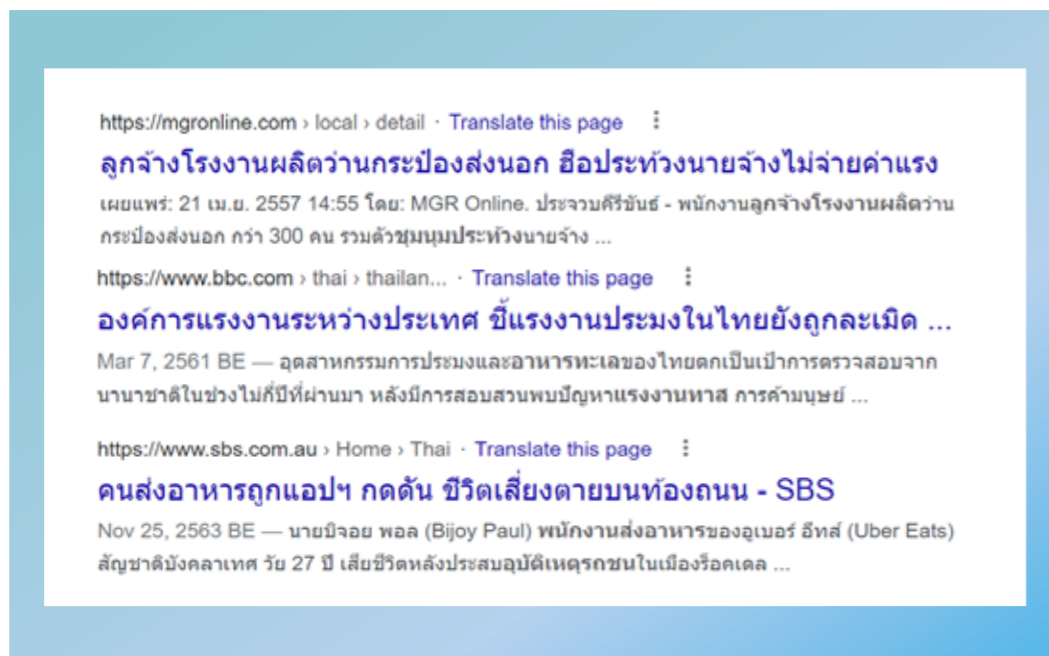 https://mgronline.com › local › detail · Translate this page
ลูกจ้างโรงงานผลิตว่านกระป๋องส่งนอก ฮือประท้วงนายจ้างไม่จ่ายค่าแรง
เผยแพร่: 21 เม.ย. 2557 14:55 โดย: MGR Online. ประจวบคีรีขันธ์ - พนักงานลูกจ้างโรงงานผลิตว่าน
กระป๋องส่งนอก กว่า 300 คน รวมตัวชุมนุมประท้วงนายจ้าง ...
https://www.bbc.com › thai › thailan... · Translate this page
องค์การแรงงานระหว่างประเทศ ชี้แรงงานประมงในไทยยังถูกละเมิด ...
Mar 7, 2561 BE — อุตสาหกรรมการประมงและอาหารทะเลของไทยตกเป็นเป้าการตรวจสอบจาก
นานาชาติในช่วงไม่กี่ปีที่ผ่านมา หลังมีการสอบสวนพบปัญหาแรงงานทาส การค้ามนุษย์ ...
https://www.sbs.com.au › Home › Thai · Translate this page
คนส่งอาหารถูกแอปฯ กดดัน ชีวิตเสี่ยงตายบนท้องถนน - SBS
Nov 25, 2563 BE — นายบิจอย พอล (Bijoy Paul) พนักงานส่งอาหารของอูเบอร์ อีทส์ (Uber Eats)
สัญชาติบังคลาเทศ วัย 27 ปี เสียชีวิตหลังประสบอุบัติเหตุรถชนในเมืองร็อคเดล ...